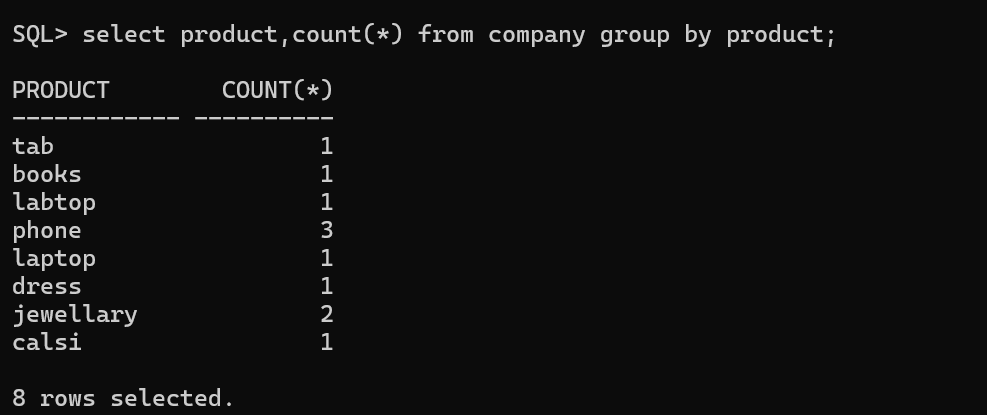 SQL> select product,count(*) from company group by product;
PRODUCT        COUNT(*)
------------ ----------
tab                   1
books                 1
labtop                1
phone                 3
laptop                1
dress                 1
jewellary             2
calsi                 1
8 rows selected.